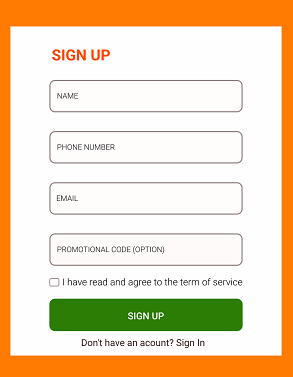 SIGN UP
NAME
PHONE NUMBER
EMAIL
PROMOTIONAL CODE (OPTION)
I have read and agree to the term of service
SIGN UP
Don't have an acount? Sign In